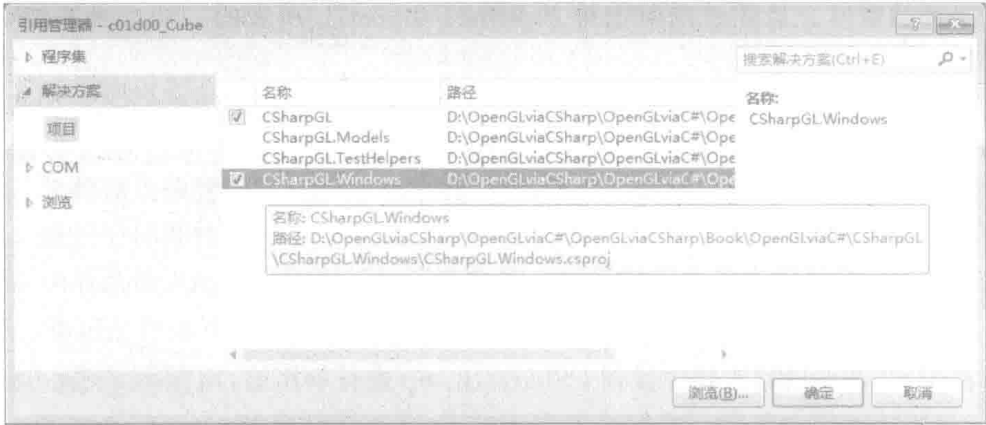 引用管理器 - c01d00_Cube
程序集
搜索解决方案(Ctrl+E)
解决方案
名称 路径
名称:
CSharpGL D:\OpenGLviaCSharp\OpenGLviaC#\Ope
CSharpGL.Windows
项目
CSharpGL.Models D:\OpenGLviaCSharp\OpenGLviaC#\Ope
CSharpGL.TestHelpers D:\OpenGLviaCSharp\OpenGLviaC#\Ope
COM
CSharpGL.Windows D:\OpenGLviaCSharp\OpenGLviaC#\Ope
浏览
名称: CSharpGL.Windows
路径: D:\OpenGLviaCSharp\OpenGLviaC#\OpenGLviaCSharp\Book\OpenGLviaC#\CSharpGL
\CSharpGL.Windows\CSharpGL.Windows.csproj
浏览(B)... 确定 取消